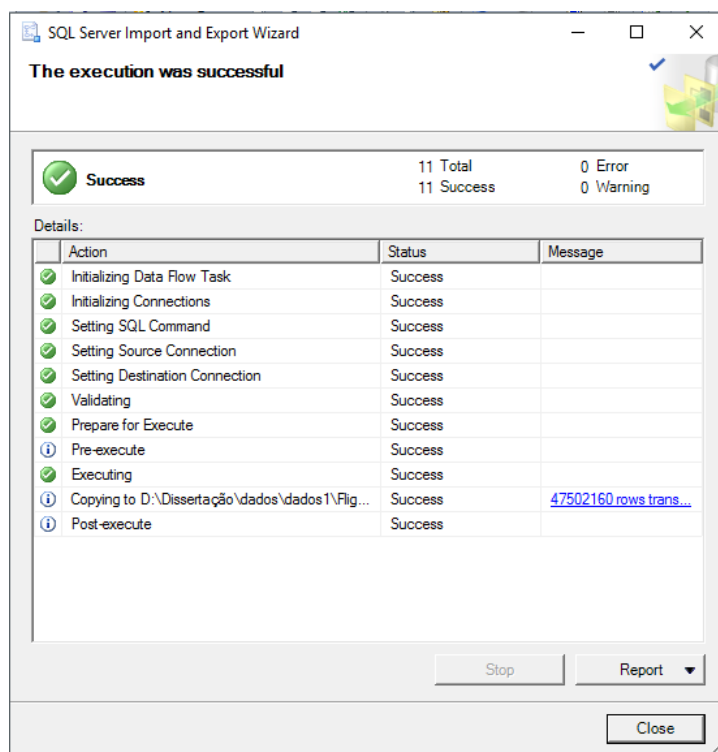 SQL Server Import and Export Wizard
The execution was successful
Success
11 Total
0 Error
11 Success
0 Warning
Details:
Action Status Message
Initializing Data Flow Task Success
Initializing Connections Success
Setting SQL Command Success
Setting Source Connection Success
Setting Destination Connection Success
Validating Success
Prepare for Execute Success
Pre-execute Success
Executing Success
Copying to D:\Dissertação\dados\dados1\Flig... Success 47502160 rows trans...
Post-execute Success
Stop Report
Close